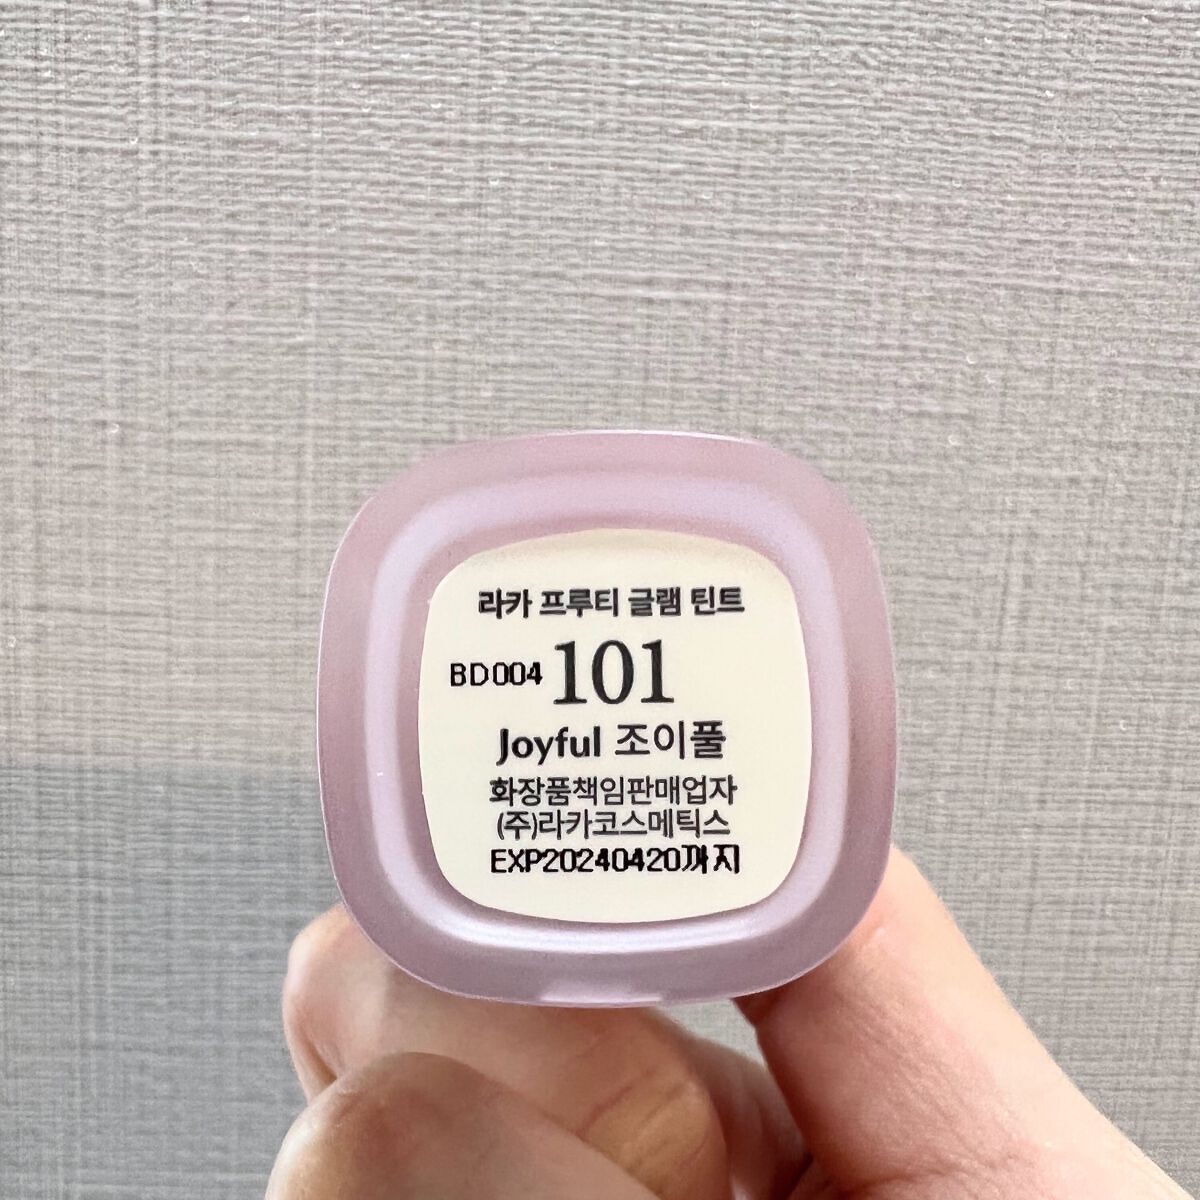 라카 프루티 글램 틴트
BD004 101
Joyful 조이풀
화장품책임판매업자
(주)라카코스메틱스
EXP20240420까지